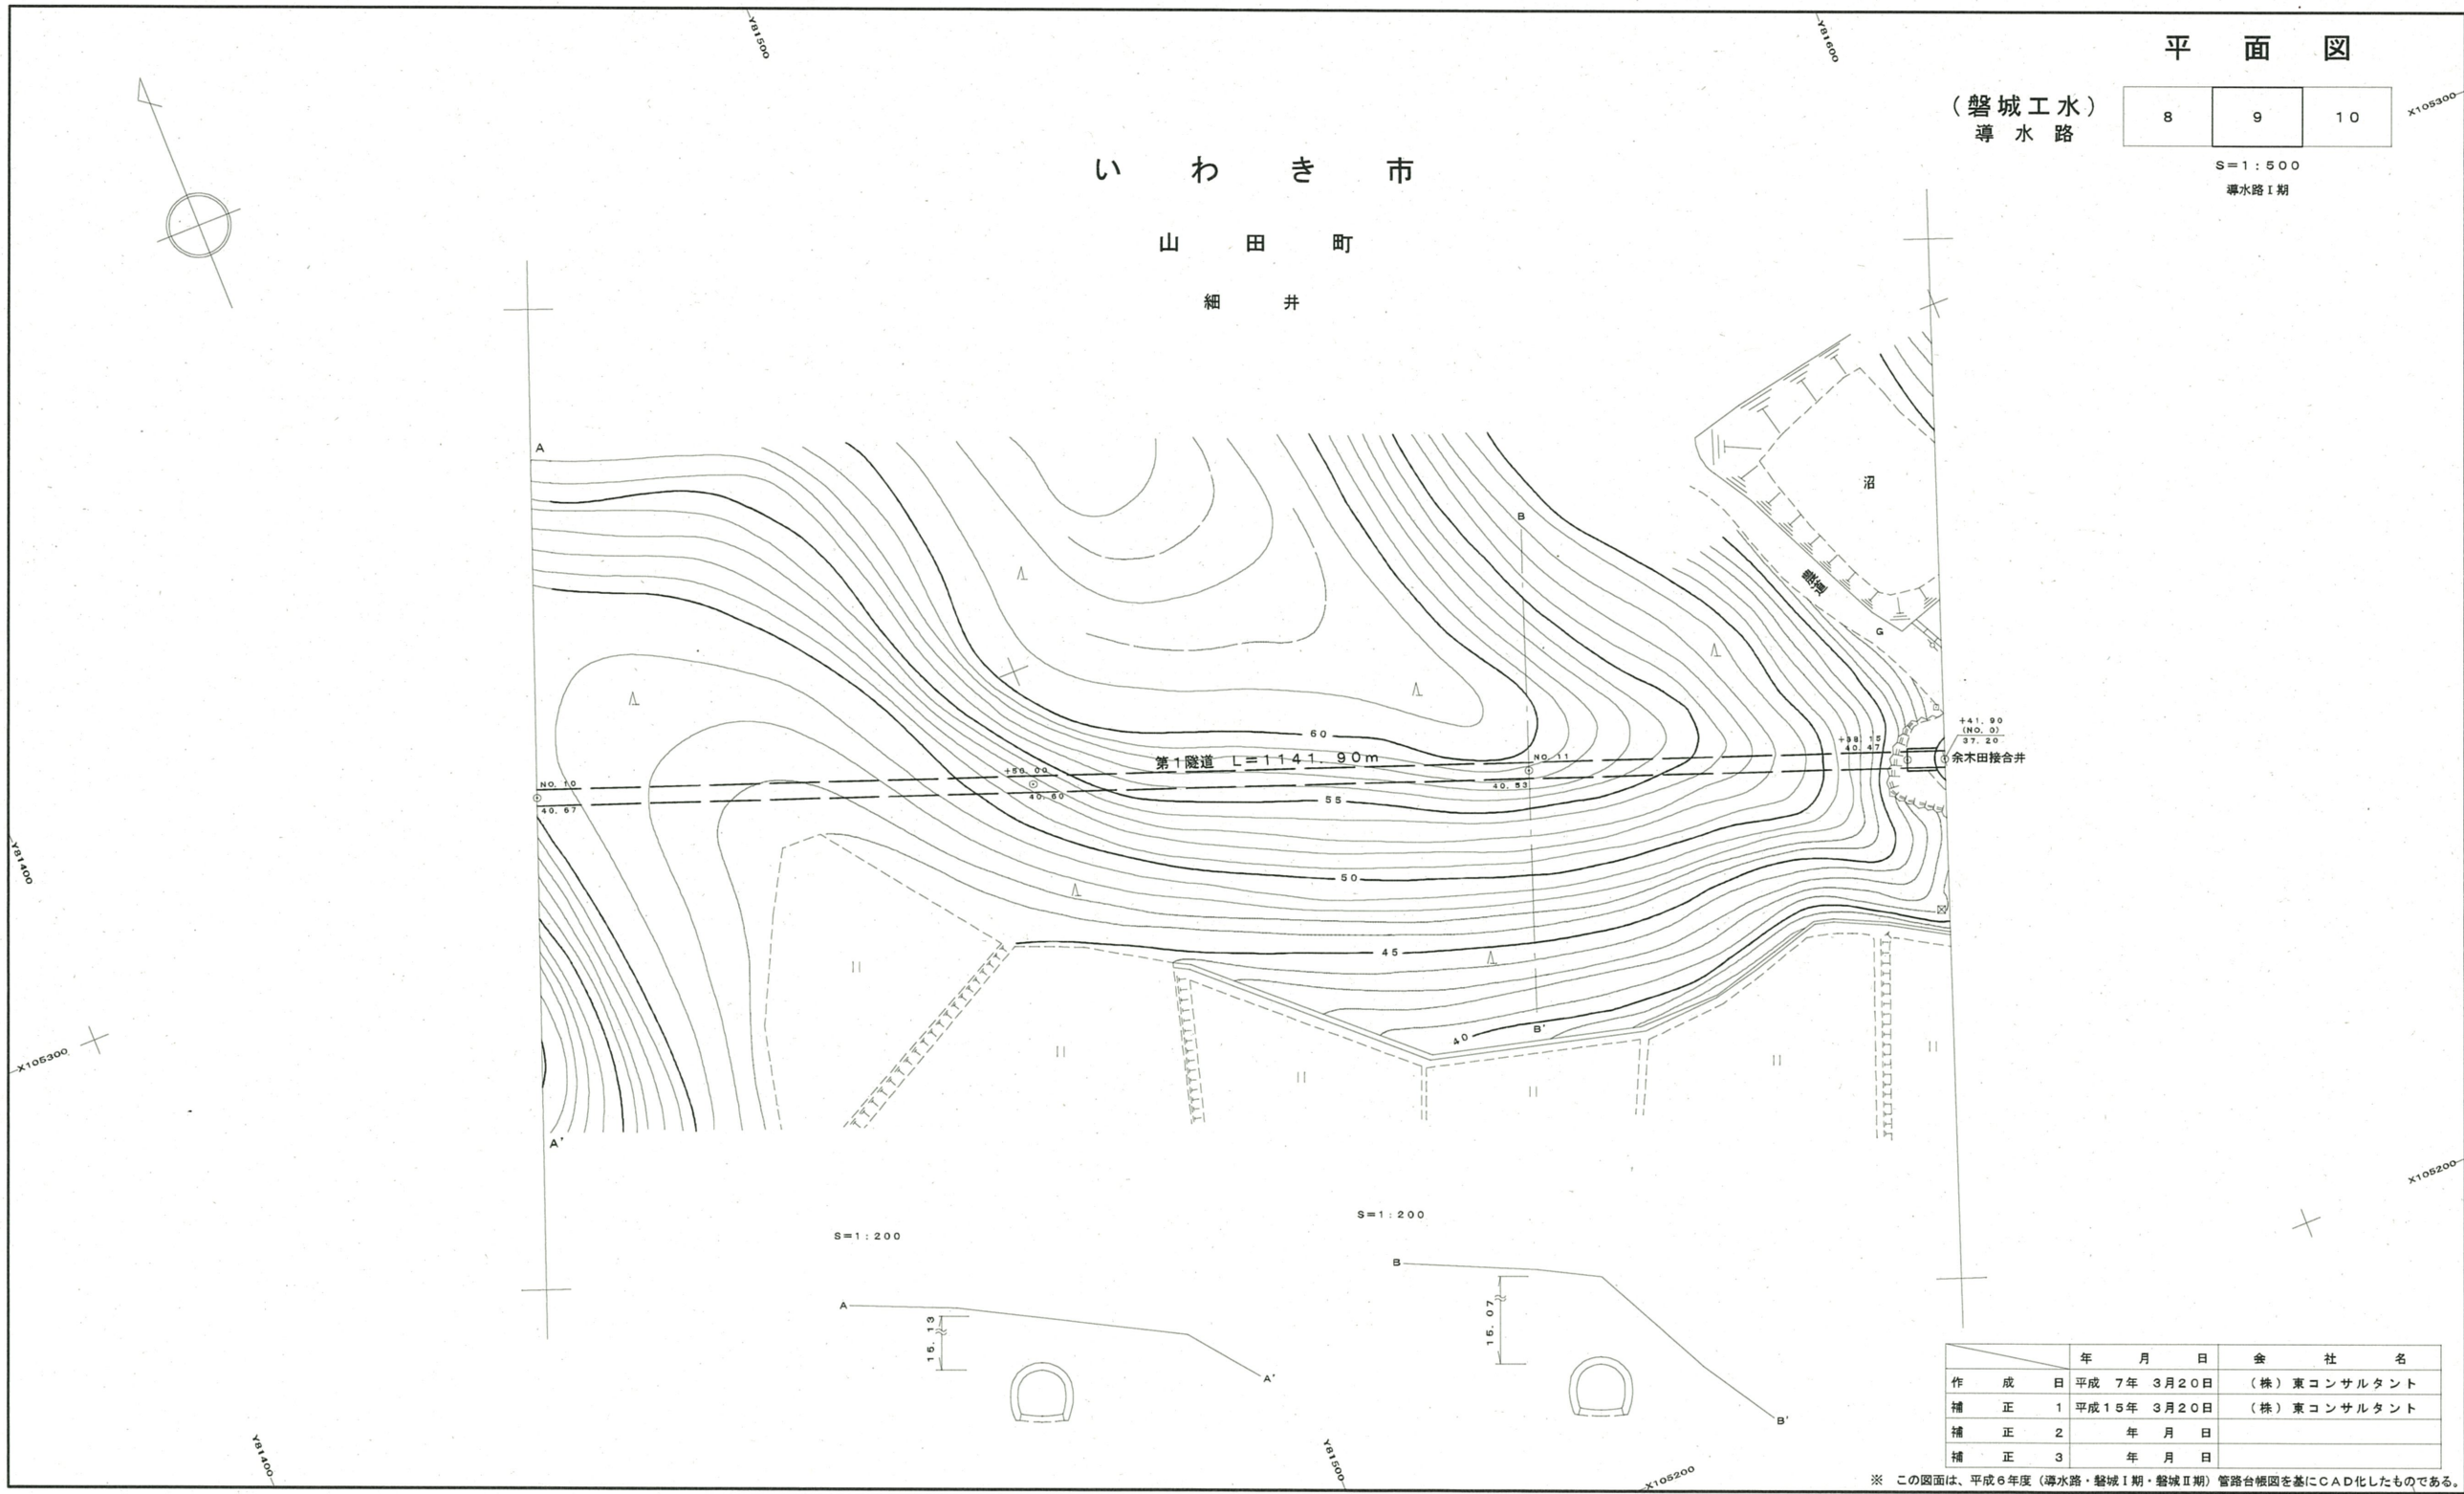 平面図
(磐城工水)
導水路
8 9 10
S=1:500
導水路Ⅰ期
Y81500
Y81600
X105300
いわき市
山田町
細井
A
B
沼
農道
G
60
第1隧道 L=1141.90m
NO.10
40.67
+50.00
40.60
NO.11
40.53
+38.15
40.47
+41.90
(NO.0)
37.20
余木田接合井
55
50
45
40
B'
A'
Y81400
X105300
X105200
S=1:200
A
15.13
A'
S=1:200
B
15.07
B'
Y81400
Y81500
X105200
年月日 会社名
作成日 平成 7年 3月20日 (株)東コンサルタント
補正1 平成15年 3月20日 (株)東コンサルタント
補正2 年 月 日
補正3 年 月 日
※ この図面は、平成6年度(導水路・磐城Ⅰ期・磐城Ⅱ期)管路台帳図を基にCAD化したものである。